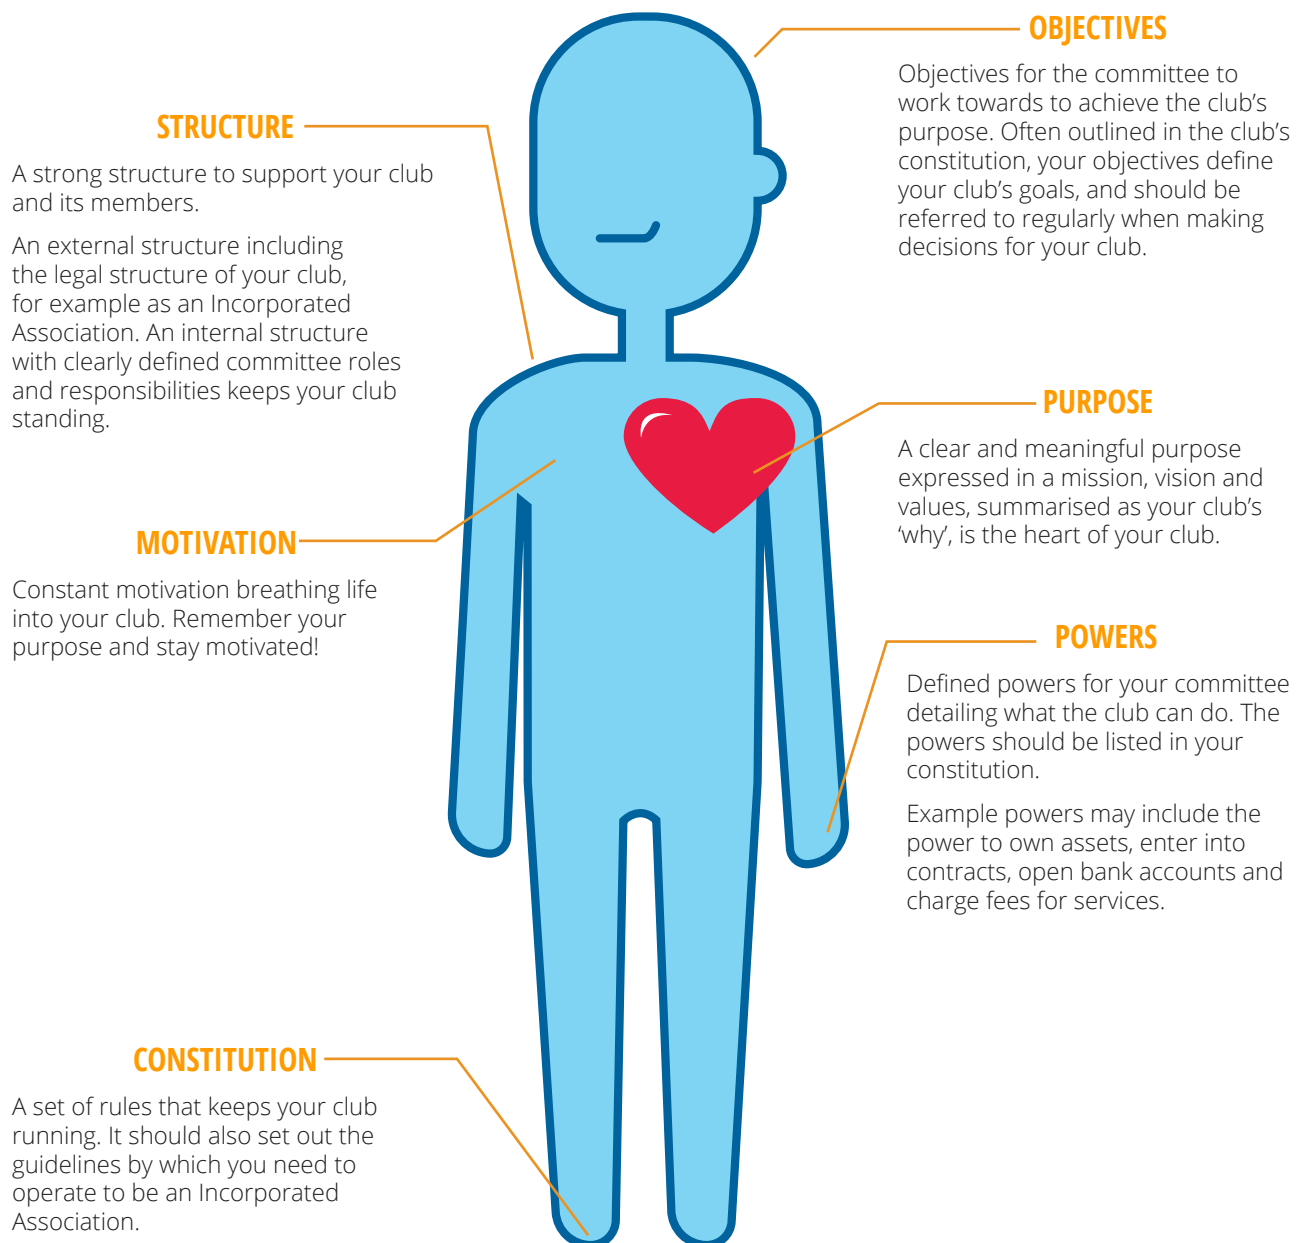 OBJECTIVES
Objectives for the committee to
work towards to achieve the club's
purpose. Often outlined in the club's
constitution, your objectives define
your club's goals, and should be
referred to regularly when making
decisions for your club.
STRUCTURE
A strong structure to support your club
and its members.
An external structure including
the legal structure of your club,
for example as an Incorporated
Association. An internal structure
with clearly defined committee roles
and responsibilities keeps your club
standing.
PURPOSE
A clear and meaningful purpose
expressed in a mission, vision and
values, summarised as your club's
‘why’, is the heart of your club.
MOTIVATION
Constant motivation breathing life
into your club. Remember your
purpose and stay motivated!
POWERS
Defined powers for your committee
detailing what the club can do. The
powers should be listed in your
constitution.
Example powers may include the
power to own assets, enter into
contracts, open bank accounts and
charge fees for services.
CONSTITUTION
A set of rules that keeps your club
running. It should also set out the
guidelines by which you need to
operate to be an Incorporated
Association.